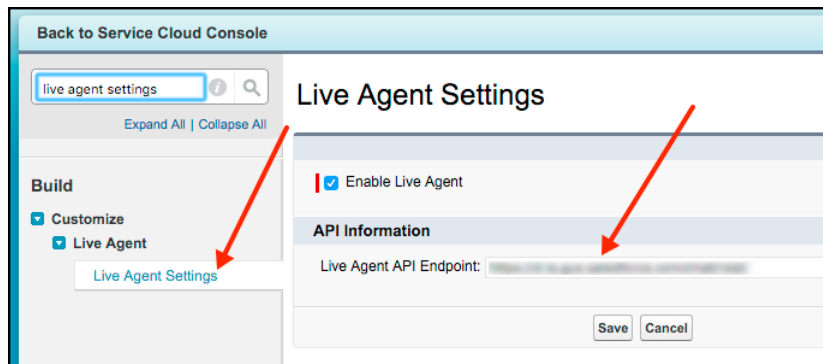 Back to Service Cloud Console
live agent settings
Expand All | Collapse All
Build
Customize
Live Agent
Live Agent Settings
Live Agent Settings
Enable Live Agent
API Information
Live Agent API Endpoint:
Save Cancel